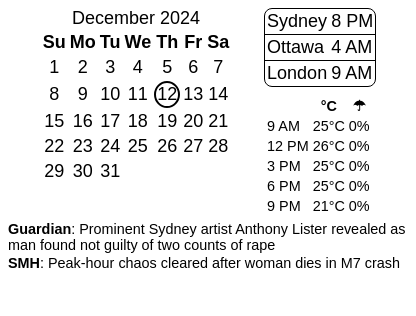 December 2024
Su Mo Tu We Th Fr Sa
1 2 3 4 5 6 7
8 9 10 11 12 13 14
15 16 17 18 19 20 21
22 23 24 25 26 27 28
29 30 31
Sydney 8 PM
Ottawa 4 AM
London 9 AM
°C ☂
9 AM 25°C 0%
12 PM 26°C 0%
3 PM 25°C 0%
6 PM 25°C 0%
9 PM 21°C 0%
Guardian: Prominent Sydney artist Anthony Lister revealed as
man found not guilty of two counts of rape
SMH: Peak-hour chaos cleared after woman dies in M7 crash